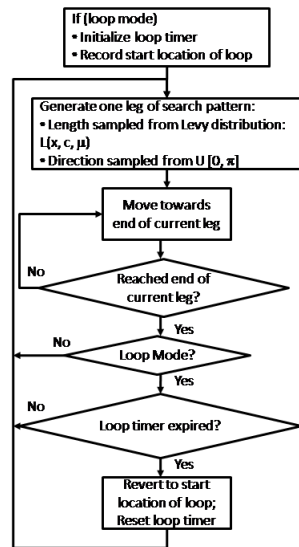 If (loop mode)
• Initialize loop timer
• Record start location of loop
Generate one leg of search pattern:
• Length sampled from Levy distribution:
L(x, c, μ)
• Direction sampled from U [0, π]
Move towards
end of current leg
No
Reached end of
current leg?
Yes
No
Loop Mode?
Yes
No
Loop timer expired?
Yes
Revert to start
location of loop;
Reset loop timer